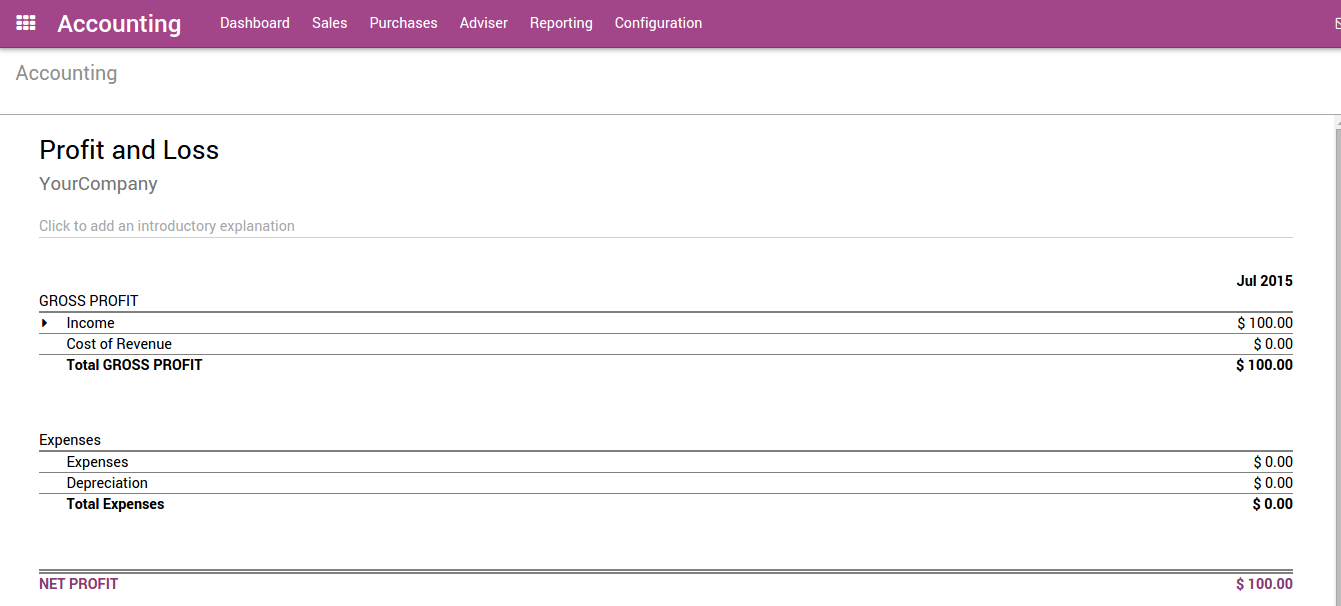 Accounting Dashboard Sales Purchases Adviser Reporting Configuration
Accounting
Profit and Loss
YourCompany
Click to add an introductory explanation
Jul 2015
GROSS PROFIT
Income $ 100.00
Cost of Revenue $ 0.00
Total GROSS PROFIT $ 100.00
Expenses
Expenses $ 0.00
Depreciation $ 0.00
Total Expenses $ 0.00
NET PROFIT $ 100.00